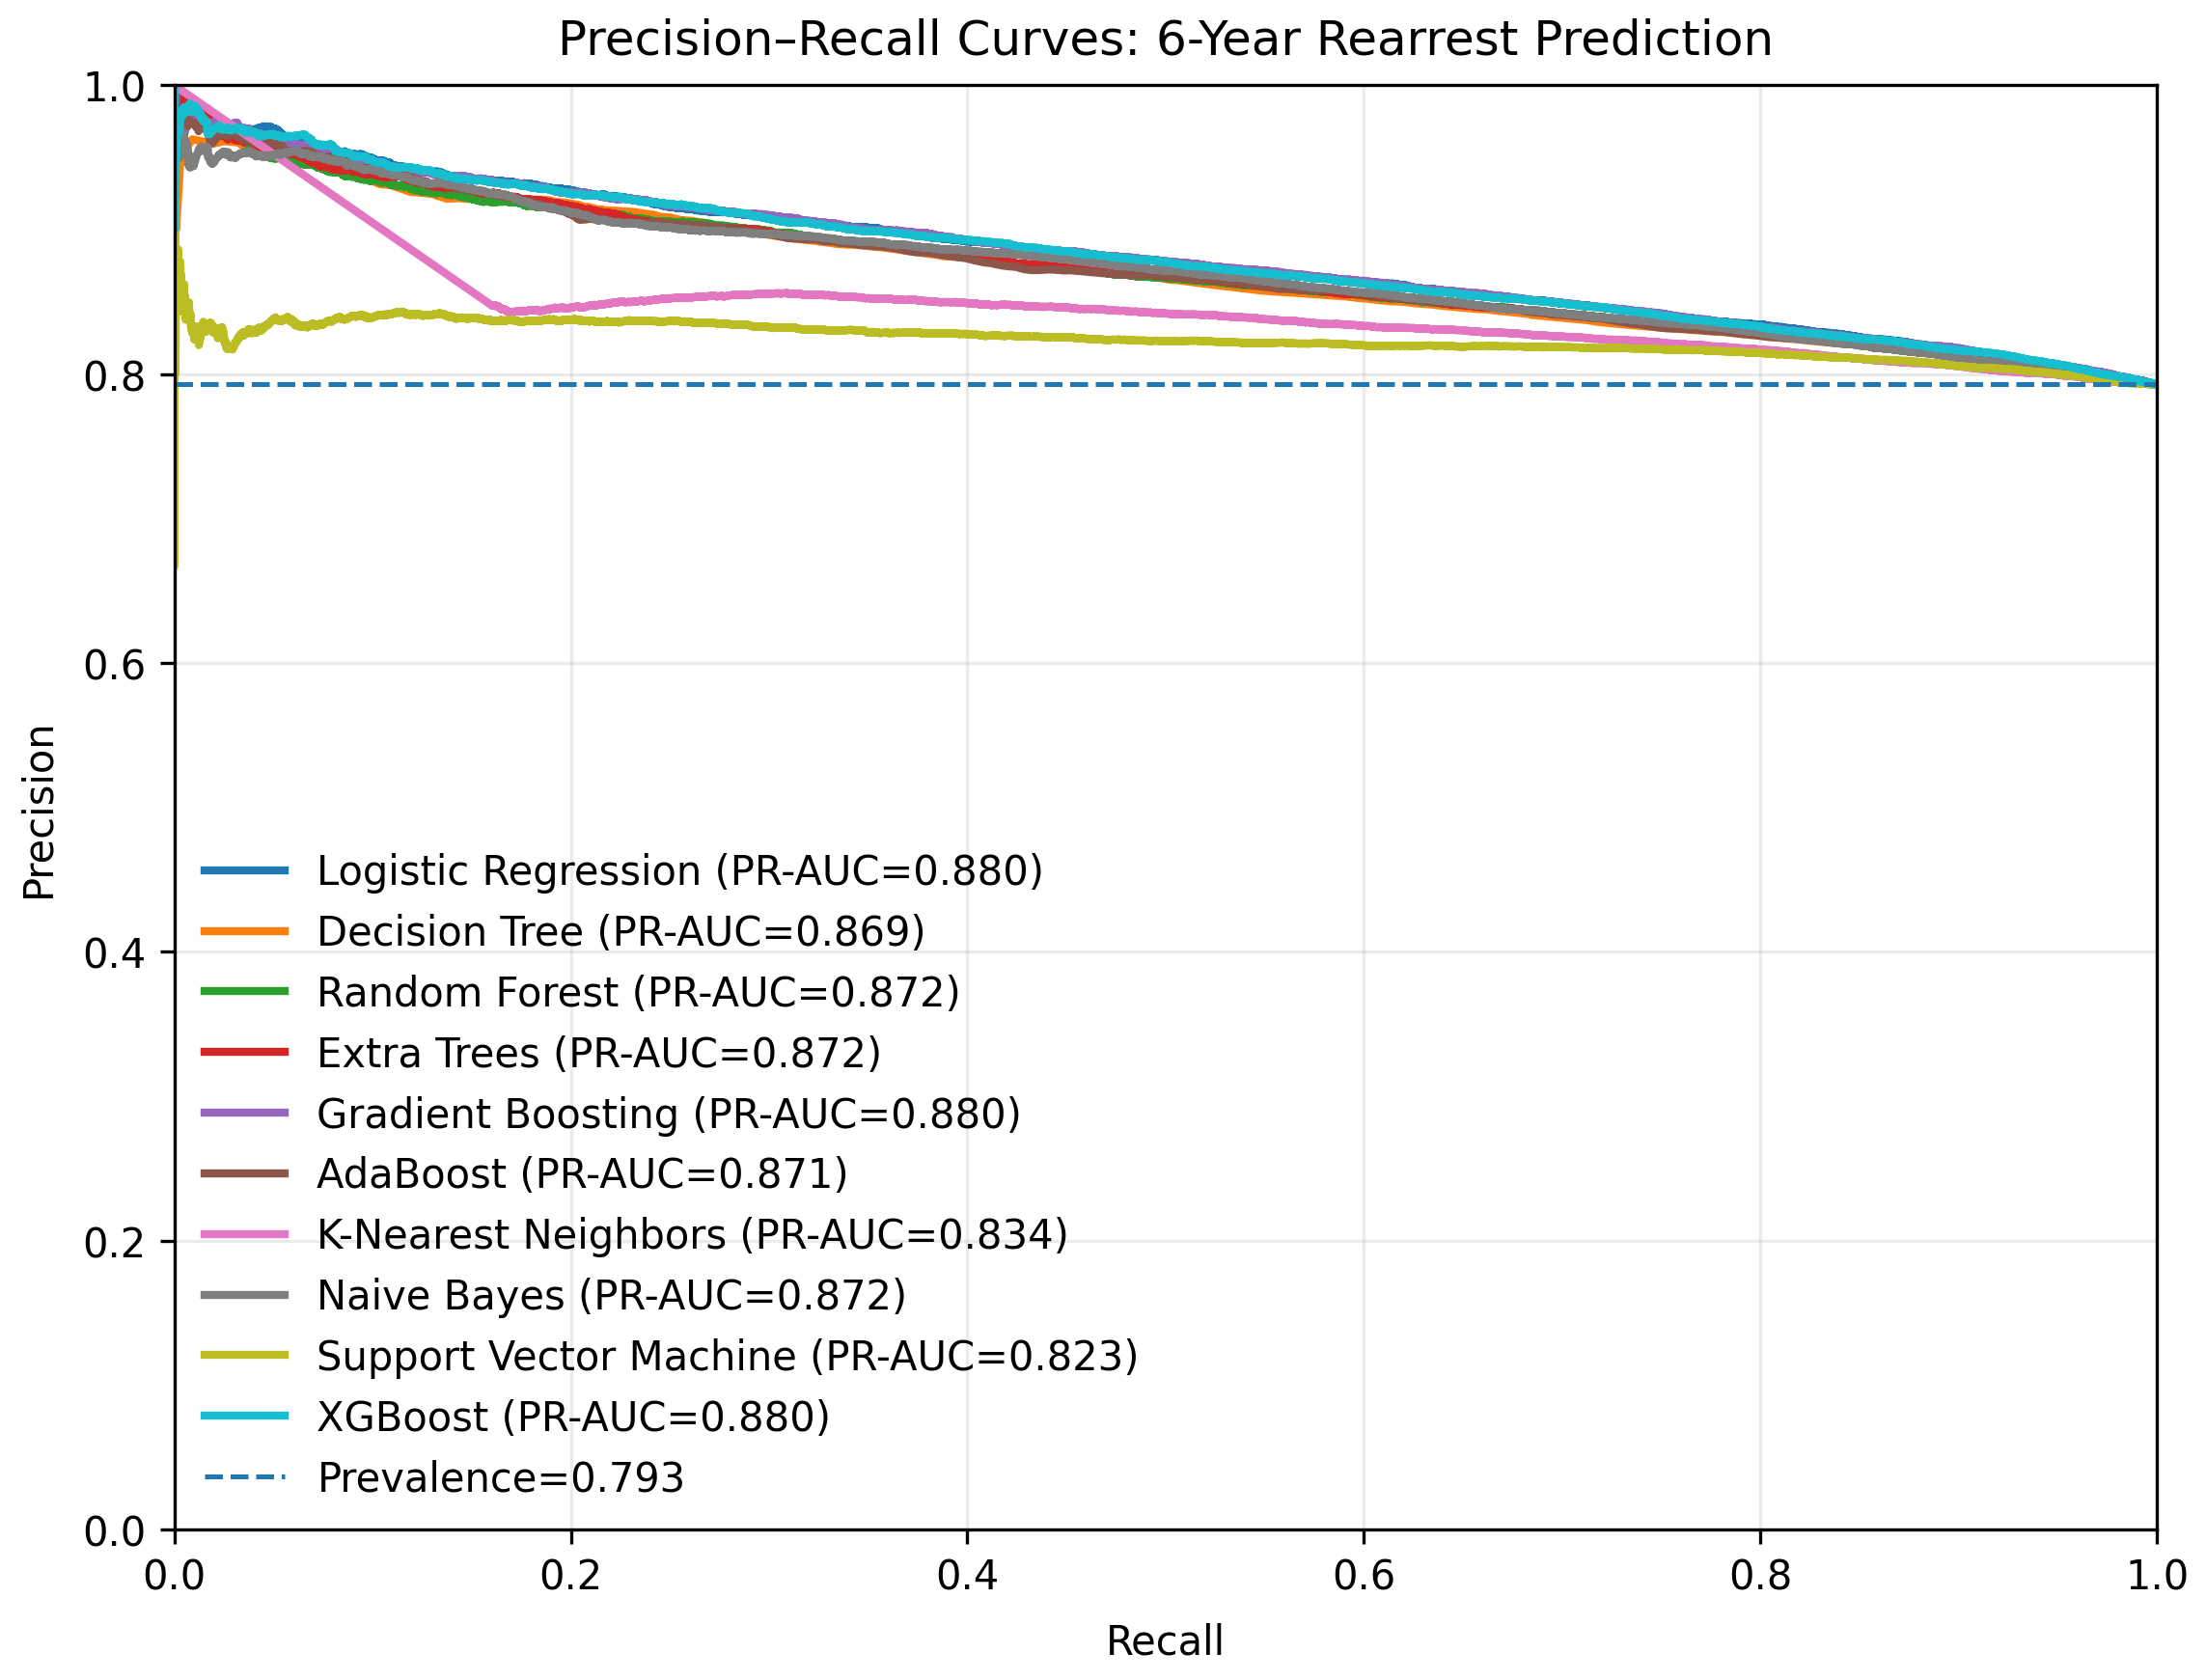 Precision–Recall Curves: 6-Year Rearrest Prediction
1.0
0.8
0.6
0.4
0.2
0.0
Precision
Logistic Regression (PR-AUC=0.880)
Decision Tree (PR-AUC=0.869)
Random Forest (PR-AUC=0.872)
Extra Trees (PR-AUC=0.872)
Gradient Boosting (PR-AUC=0.880)
AdaBoost (PR-AUC=0.871)
K-Nearest Neighbors (PR-AUC=0.834)
Naive Bayes (PR-AUC=0.872)
Support Vector Machine (PR-AUC=0.823)
XGBoost (PR-AUC=0.880)
Prevalence=0.793
0.0 0.2 0.4 0.6 0.8 1.0
Recall